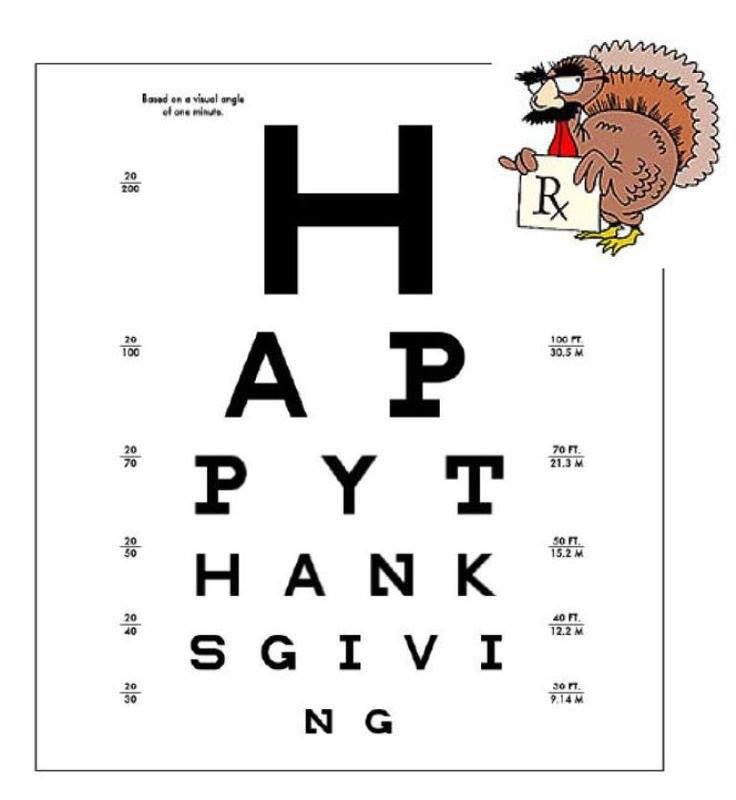 Based on a visual angle
of one minute.
Rx
20
200
H
20
100
A P
100 FT.
30.5 M
20
70
P Y T
70 FT.
21.3 M
20
50
H A N K
50 FT.
15.2 M
20
40
S G I V I
40 FT.
12.2 M
20
30
N G
30 FT.
9.14 M